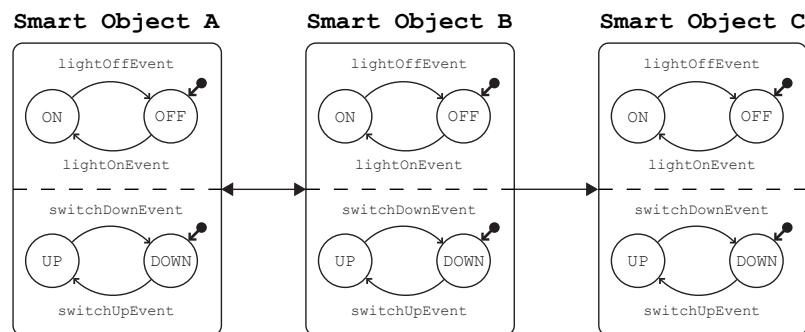 Smart Object A
lightOffEvent
ON
OFF
lightOnEvent
switchDownEvent
UP
DOWN
switchUpEvent
Smart Object B
lightOffEvent
ON
OFF
lightOnEvent
switchDownEvent
UP
DOWN
switchUpEvent
Smart Object C
lightOffEvent
ON
OFF
lightOnEvent
switchDownEvent
UP
DOWN
switchUpEvent